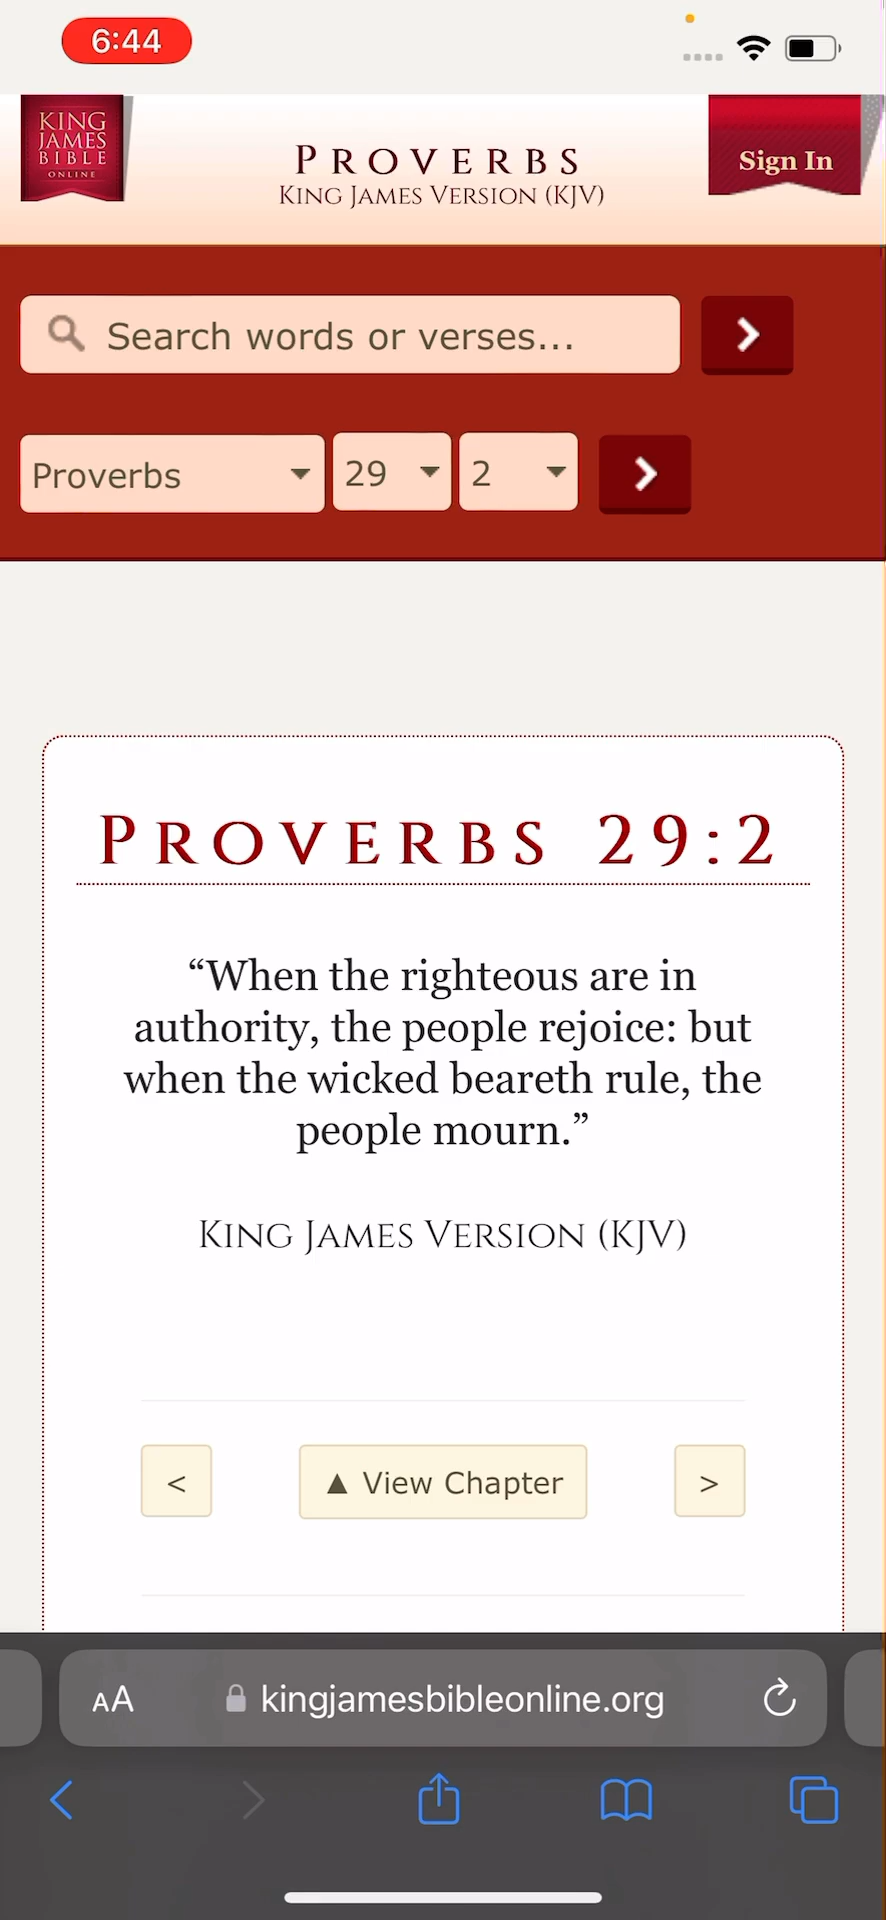 6:44
KING
JAMES
BIBLE
ONLINE
PROVERBS
KING JAMES VERSION (KJV)
Sign In
Search words or verses...
Proverbs
29
2
PROVERBS 29:2
“When the righteous are in
authority, the people rejoice: but
when the wicked beareth rule, the
people mourn.”
KING JAMES VERSION (KJV)
<
▲ View Chapter
>
AA
kingjamesbibleonline.org